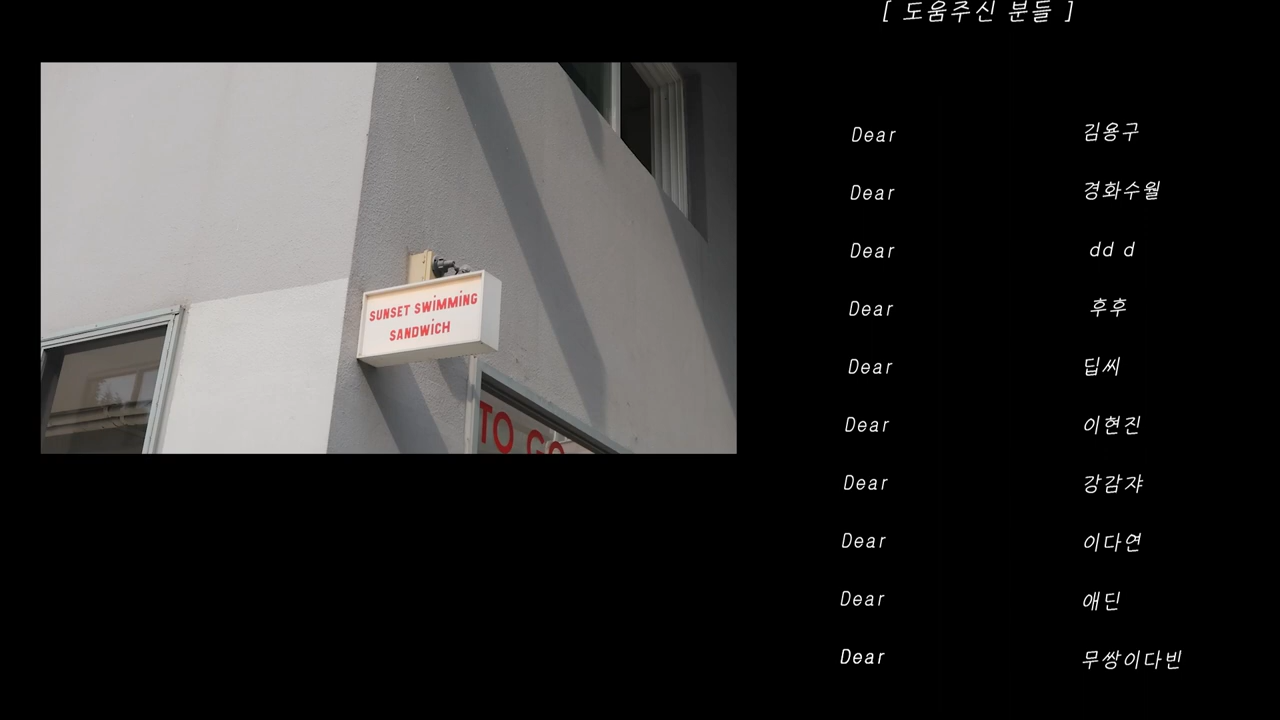 [ 도움주신 분들 ]
Dear 김용구
Dear 경화수월
Dear dd d
Dear 후후
Dear 딥씨
Dear 이현진
Dear 강감쟈
Dear 이다연
Dear 애딘
Dear 무쌍이다빈
SUNSET SWIMMING
SANDWICH
TO GO